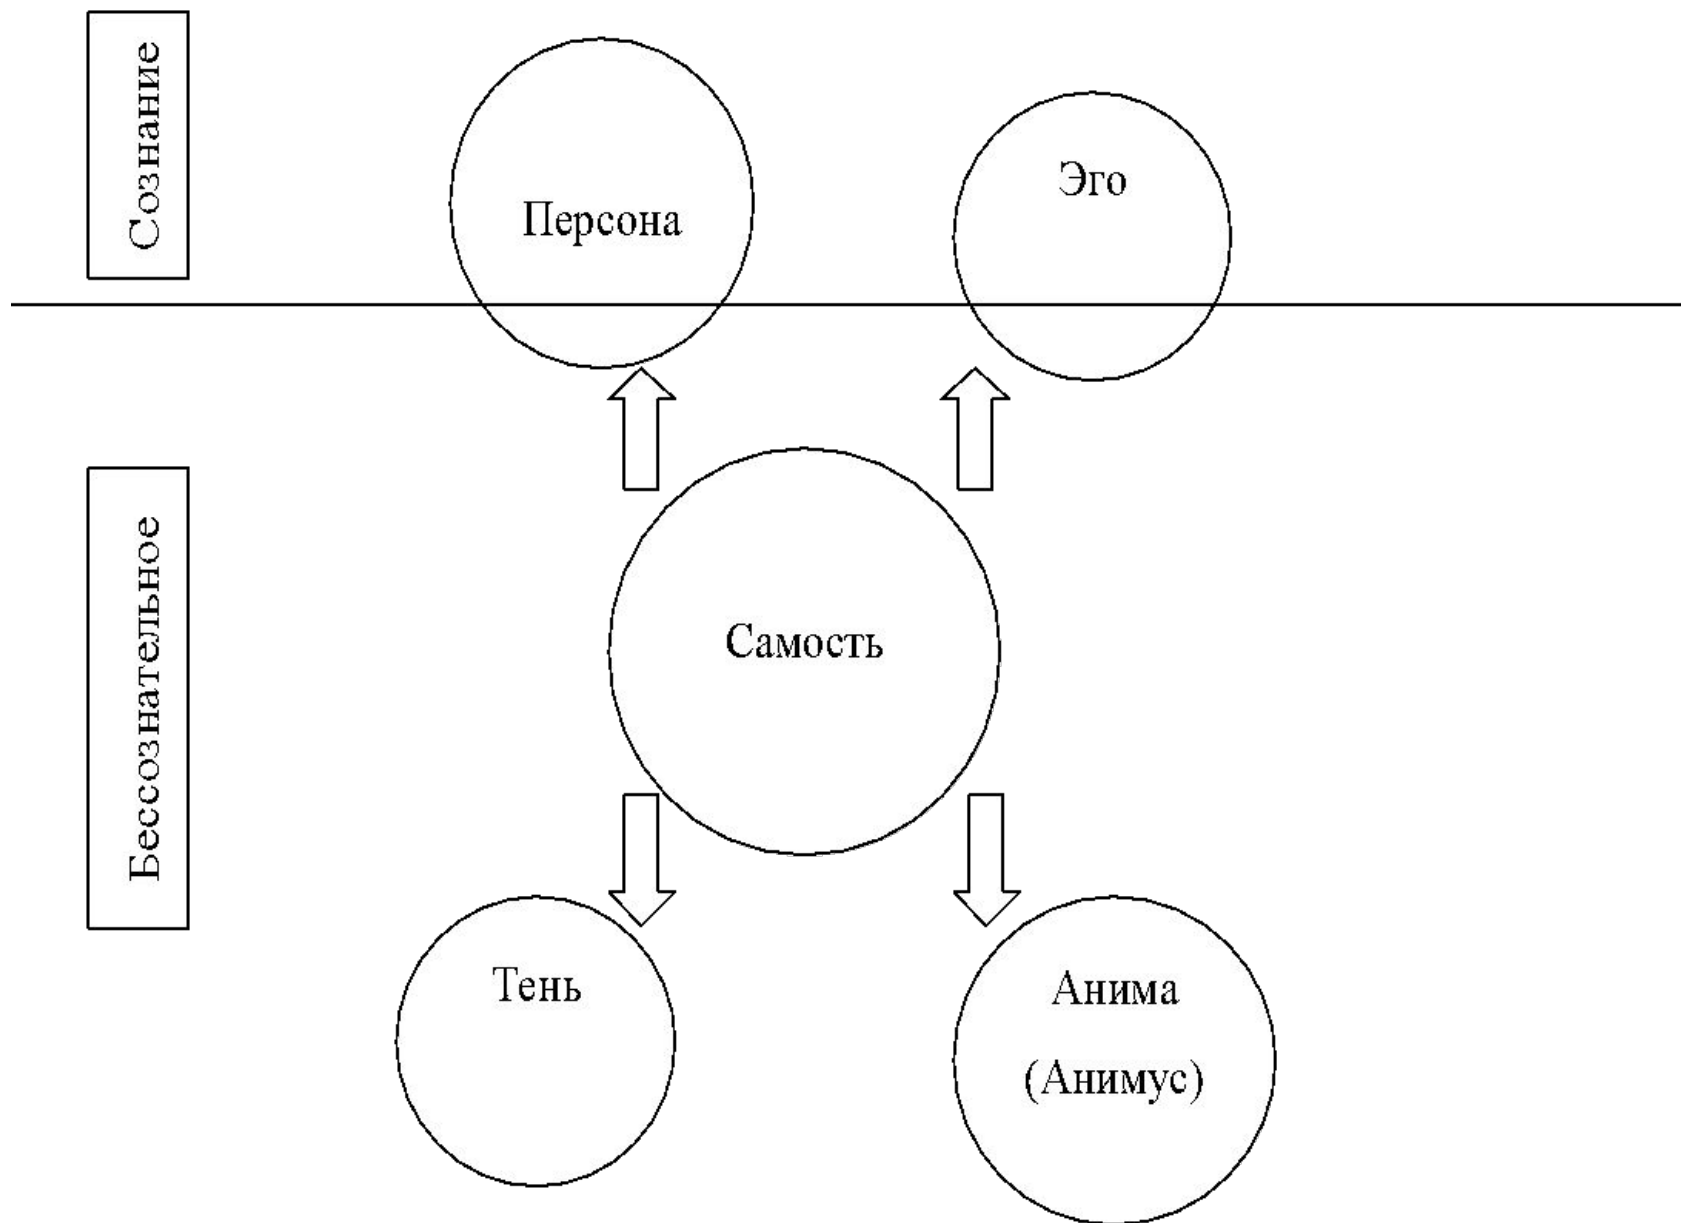 Сознание
Персона
Эго
Бессознательное
Самость
Тень
Анима
(Анимус)